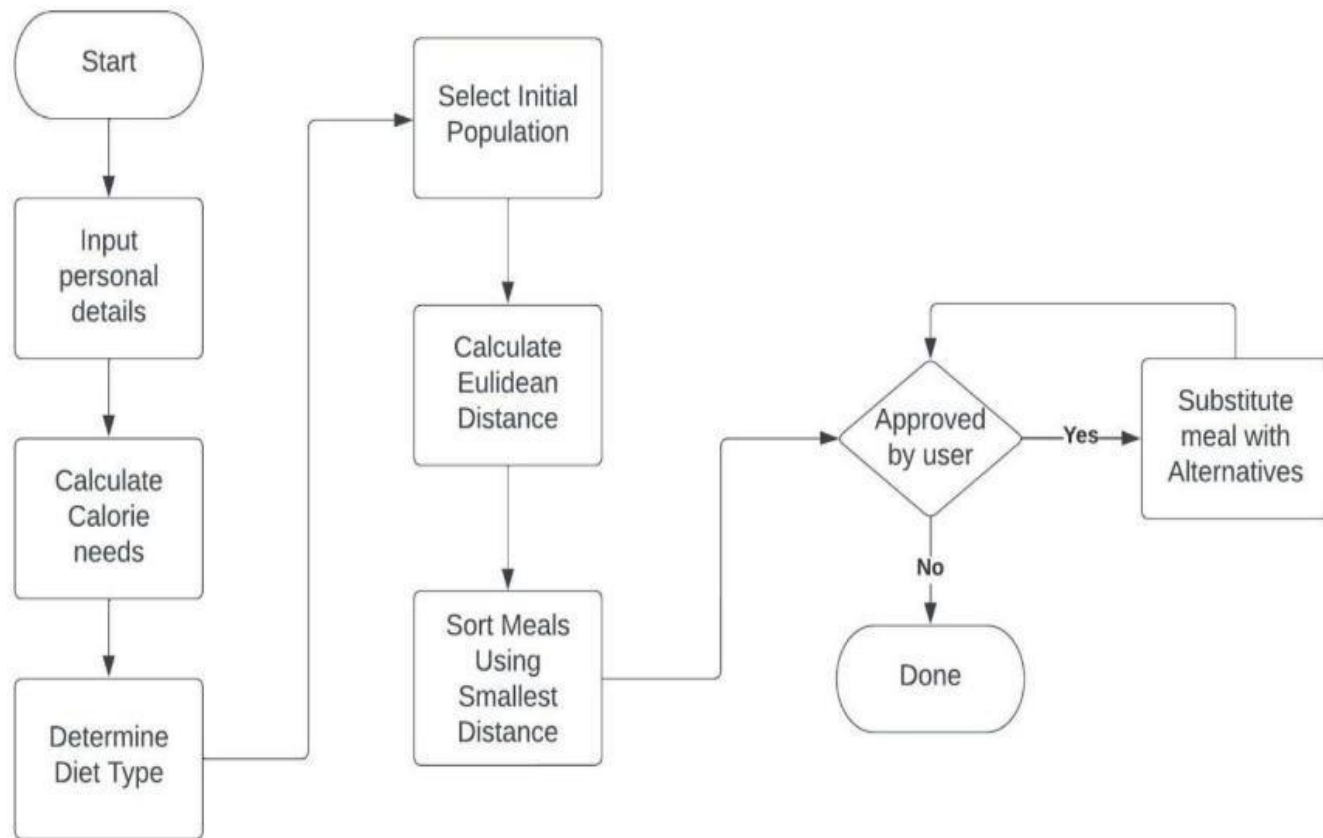 Start
Input
personal
details
Calculate
Calorie
needs
Determine
Diet Type
Select Initial
Population
Calculate
Eulidean
Distance
Sort Meals
Using
Smallest
Distance
Approved
by user
Yes
Substitute
meal with
Alternatives
No
Done